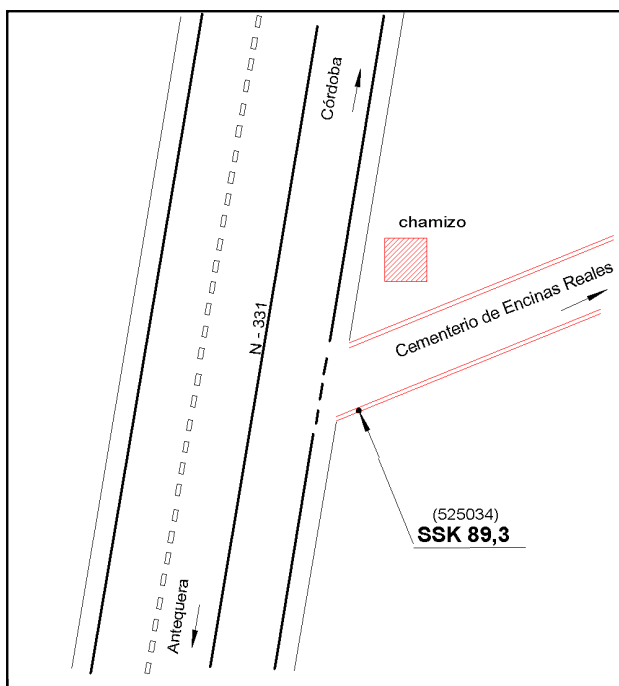 Córdoba
chamizo
Cementerio de Encinas Reales
N - 331
(525034)
SSK 89,3
Antequera